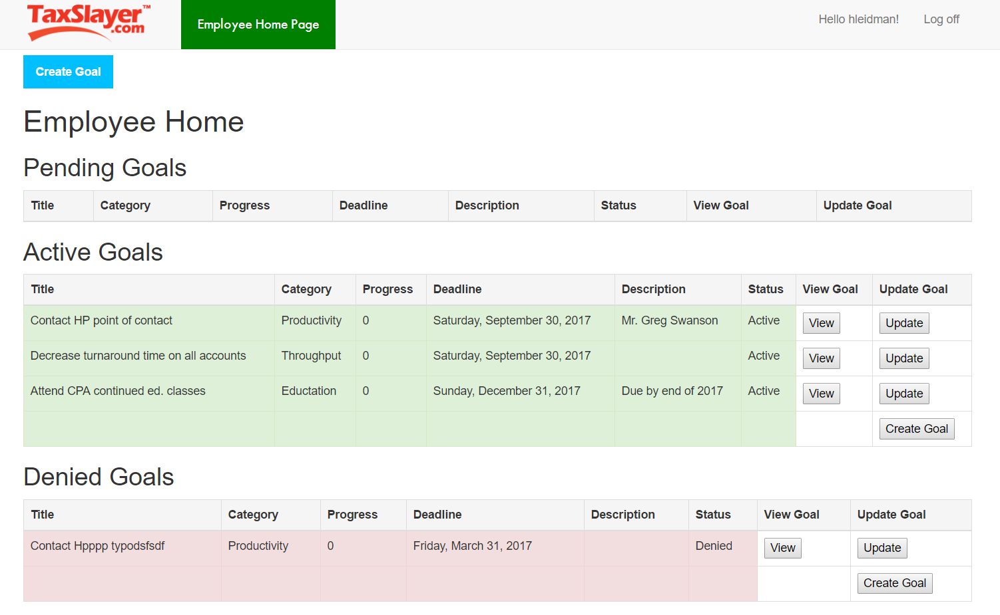 TaxSlayer™
.com
Employee Home Page
Hello hleidman!
Log off
Create Goal
Employee Home
Pending Goals
Title Category Progress Deadline Description Status View Goal Update Goal
Active Goals
Title Category Progress Deadline Description Status View Goal Update Goal
Contact HP point of contact Productivity 0 Saturday, September 30, 2017 Mr. Greg Swanson Active View Update
Decrease turnaround time on all accounts Throughput 0 Saturday, September 30, 2017 Active View Update
Attend CPA continued ed. classes Eductation 0 Sunday, December 31, 2017 Due by end of 2017 Active View Update
Create Goal
Denied Goals
Title Category Progress Deadline Description Status View Goal Update Goal
Contact Hpppp typodsfsdf Productivity 0 Friday, March 31, 2017 Denied View Update
Create Goal